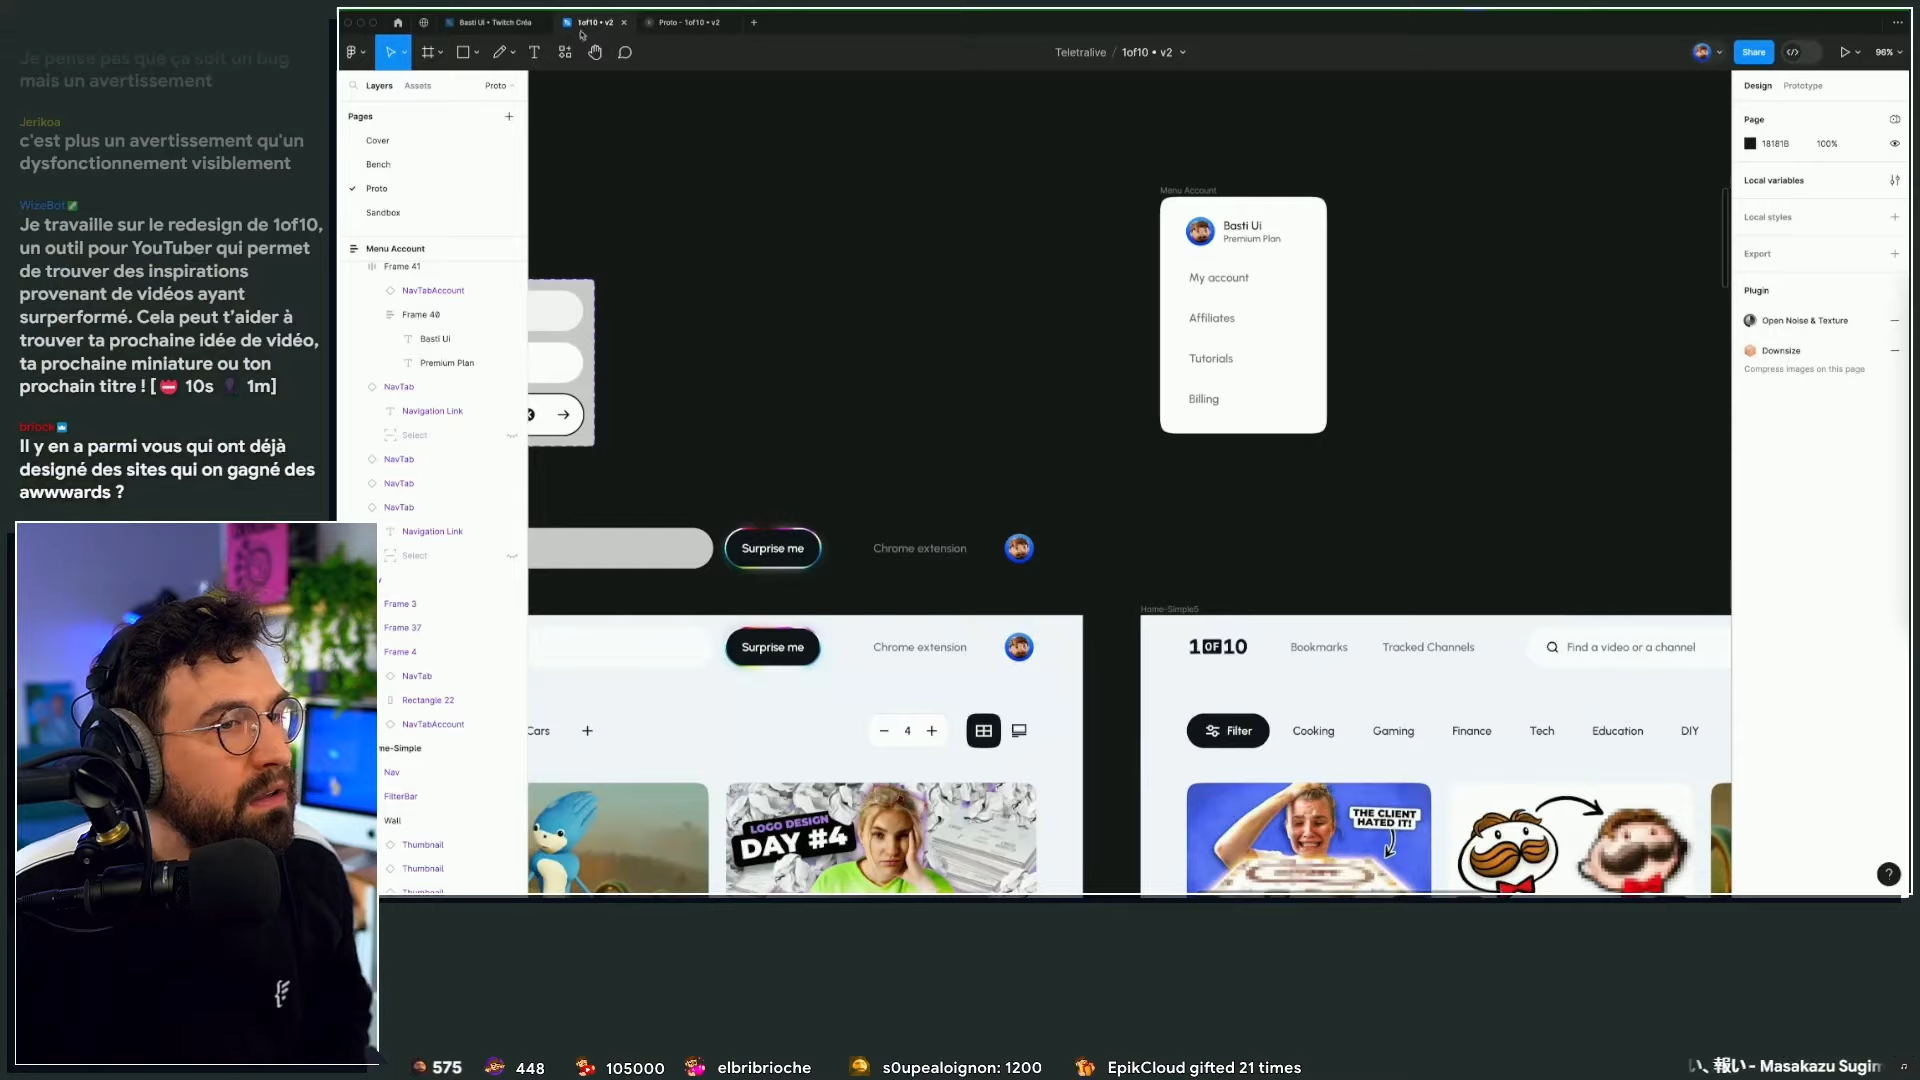 Je pense pas que ça soit un bug
mais un avertissement
Jerikoa
c'est plus un avertissement qu'un
dysfonctionnement visiblement
WizeBot
Je travaille sur le redesign de 1of10,
un outil pour YouTuber qui permet
de trouver des inspirations
provenant de vidéos ayant
surperformé. Cela peut t'aider à
trouver ta prochaine idée de vidéo,
ta prochaine miniature ou ton
prochain titre ! [ 10s 1m]
briock
Il y en a parmi vous qui ont déjà
designé des sites qui on gagné des
awwwards ?
Basti Ui • Twitch Créa
1of10 • v2
Proto - 1of10 • v2
Teletralive / 1of10 • v2
Share
96%
Layers
Assets
Proto
Pages
Cover
Bench
Proto
Sandbox
Menu Account
Frame 41
NavTabAccount
Frame 40
Basti Ui
Premium Plan
NavTab
Navigation Link
Select
NavTab
NavTab
NavTab
Navigation Link
Select
Frame 3
Frame 37
Frame 4
NavTab
Rectangle 22
NavTabAccount
me-Simple
Nav
FilterBar
Wall
Thumbnail
Thumbnail
Thumbnail
Menu Account
Basti Ui
Premium Plan
My account
Affiliates
Tutorials
Billing
Surprise me
Chrome extension
Surprise me
Chrome extension
Cars
4
LOGO DESIGN
DAY #4
Home-Simple5
1OF10
Bookmarks
Tracked Channels
Find a video or a channel
Filter
Cooking
Gaming
Finance
Tech
Education
DIY
THE CLIENT
HATED IT!
Design
Prototype
Page
18181B
100%
Local variables
Local styles
Export
Plugin
Open Noise & Texture
Downsize
Compress images on this page
?
575
448
105000
elbribrioche
s0upealoignon: 1200
EpikCloud gifted 21 times
い、報い - Masakazu Sugim